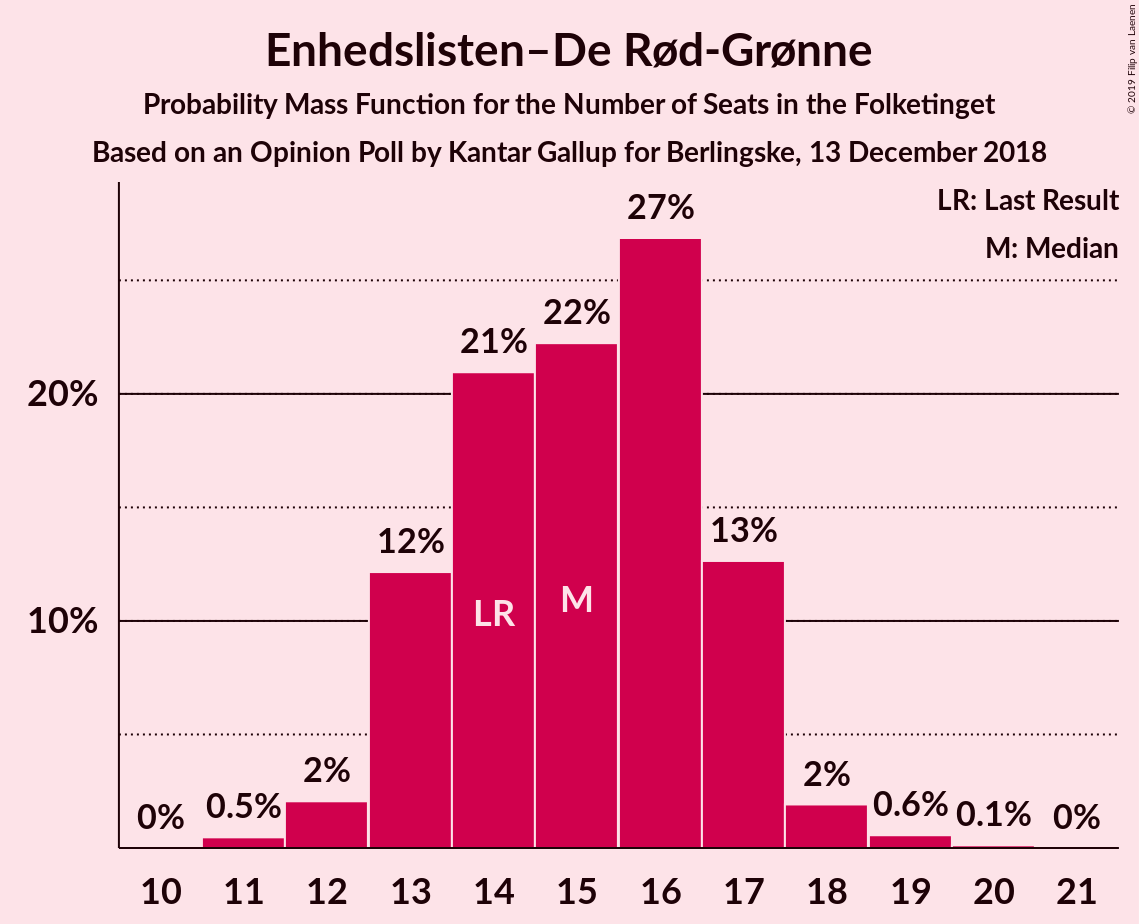 Enhedslisten–De Rød-Grønne
Probability Mass Function for the Number of Seats in the Folketinget
Based on an Opinion Poll by Kantar Gallup for Berlingske, 13 December 2018
© 2019 Filip van Laenen
LR: Last Result
M: Median
20%
10%
0%
0.5%
2%
12%
21%
22%
27%
13%
2%
0.6%
0.1%
0%
LR
M
10 11 12 13 14 15 16 17 18 19 20 21